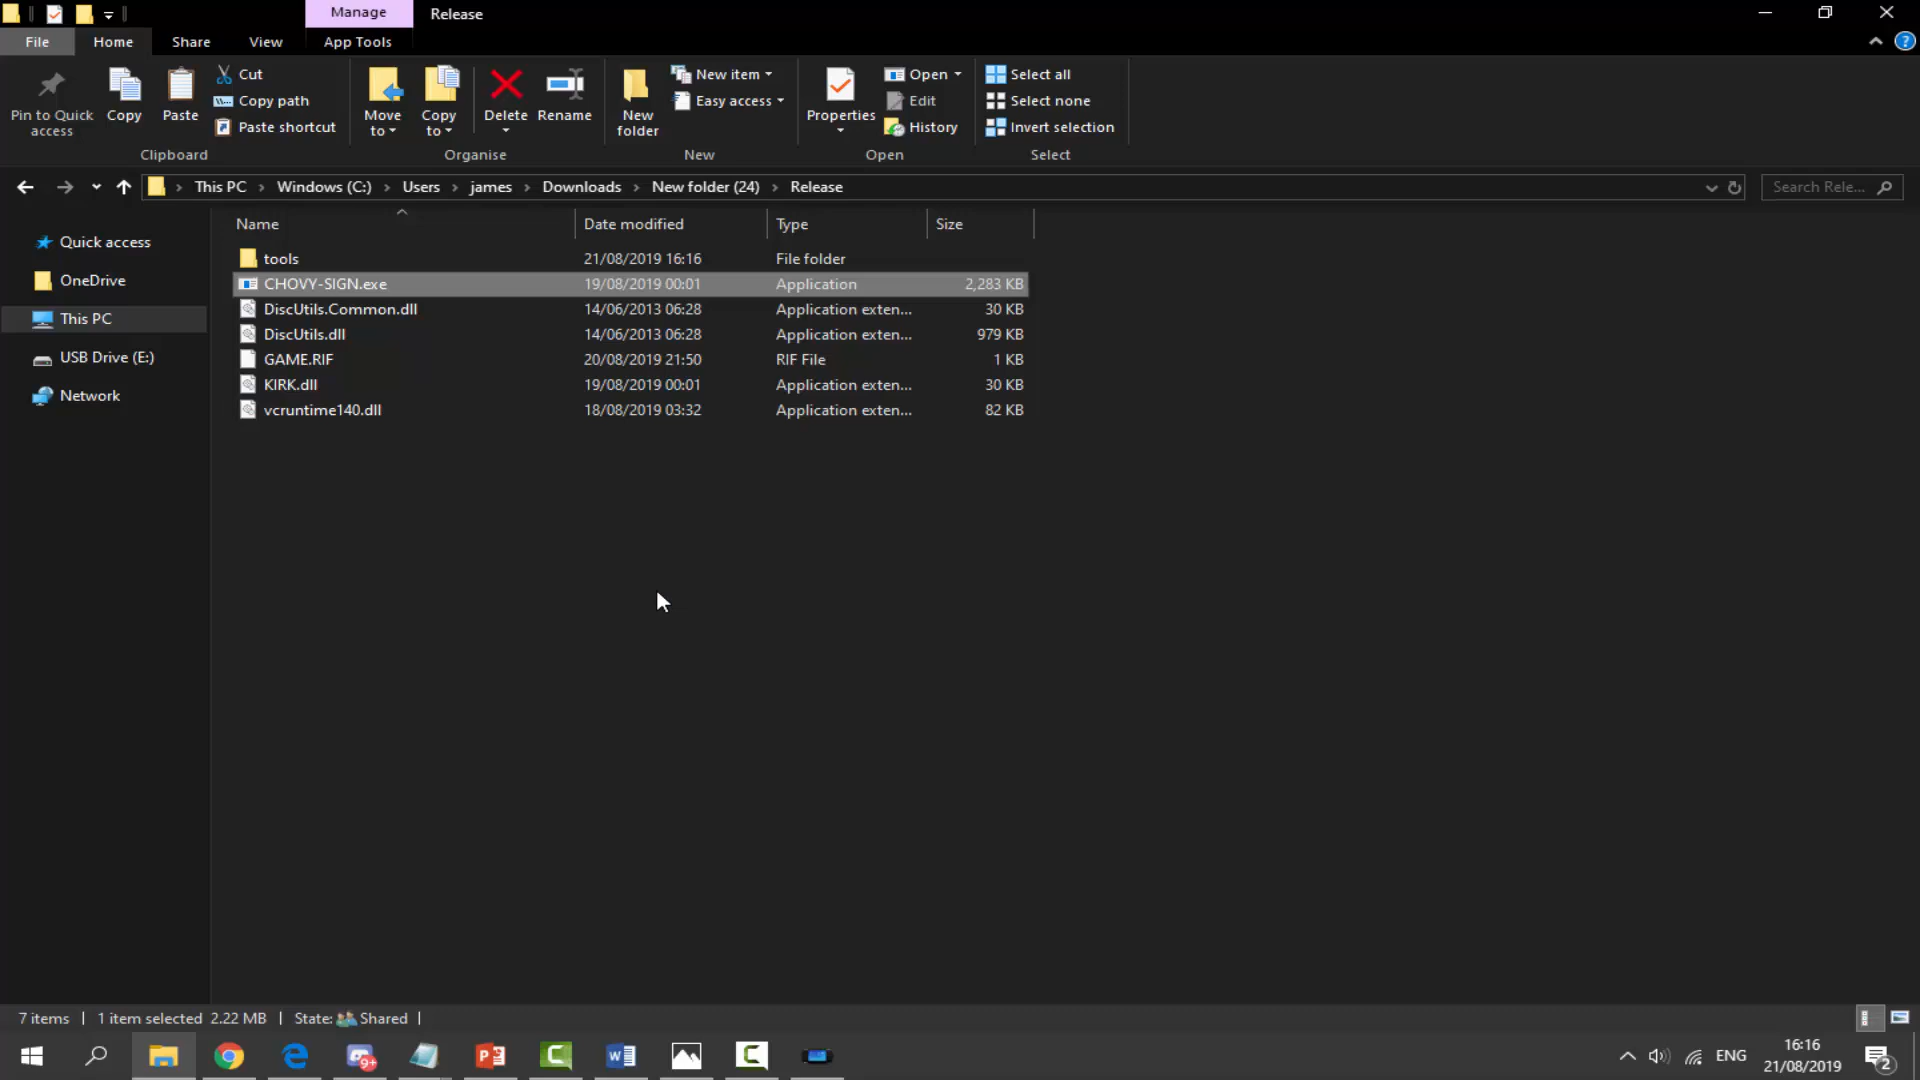 Manage
Release
File
Home
Share
View
App Tools
Pin to Quick access
Copy
Paste
Cut
Copy path
Paste shortcut
Clipboard
Move to
Copy to
Delete
Rename
Organise
New folder
New item
Easy access
New
Properties
Open
Edit
History
Open
Select all
Select none
Invert selection
Select
This PC
Windows (C:)
Users
james
Downloads
New folder (24)
Release
Search Rele...
Quick access
OneDrive
This PC
USB Drive (E:)
Network
Name Date modified Type Size
tools 21/08/2019 16:16 File folder
CHOVY-SIGN.exe 19/08/2019 00:01 Application 2,283 KB
DiscUtils.Common.dll 14/06/2013 06:28 Application exten... 30 KB
DiscUtils.dll 14/06/2013 06:28 Application exten... 979 KB
GAME.RIF 20/08/2019 21:50 RIF File 1 KB
KIRK.dll 19/08/2019 00:01 Application exten... 30 KB
vcruntime140.dll 18/08/2019 03:32 Application exten... 82 KB
7 items
1 item selected 2.22 MB
State: Shared
9+
ENG
16:16
21/08/2019
2